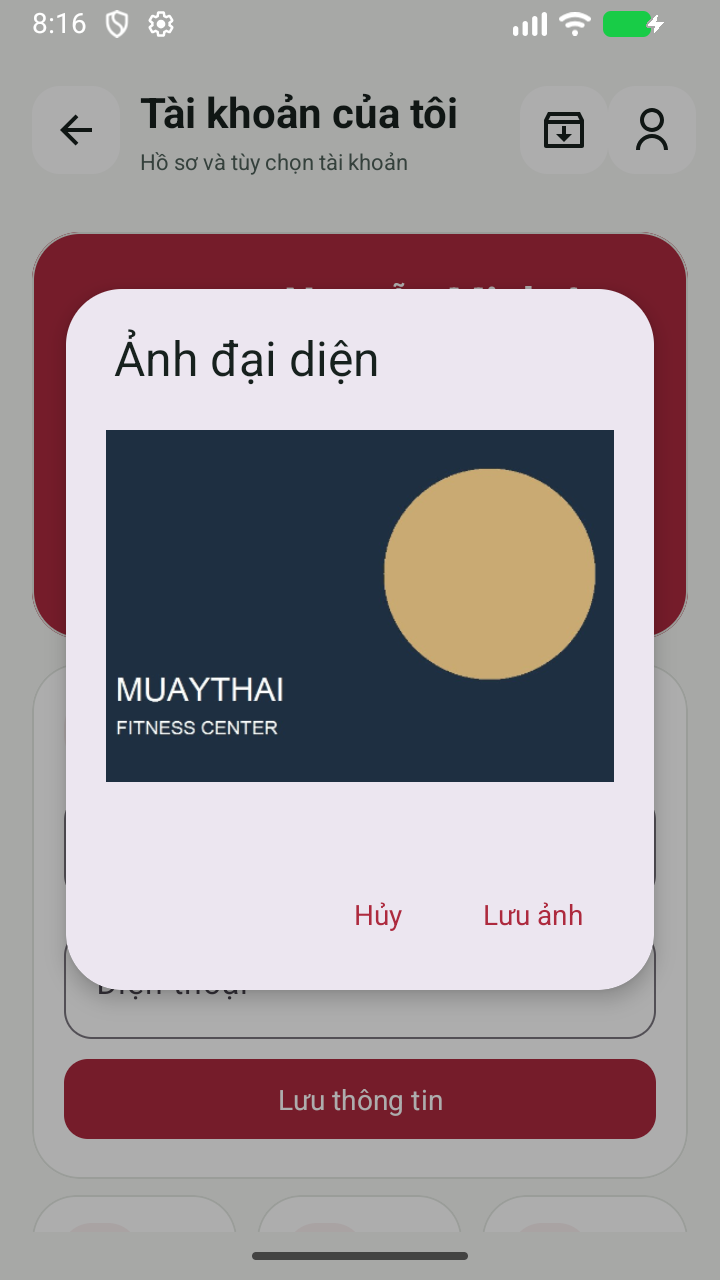 8:16
Tài khoản của tôi
Hồ sơ và tùy chọn tài khoản
Ảnh đại diện
MUAYTHAI
FITNESS CENTER
Hủy
Lưu ảnh
Điện thoại
Lưu thông tin